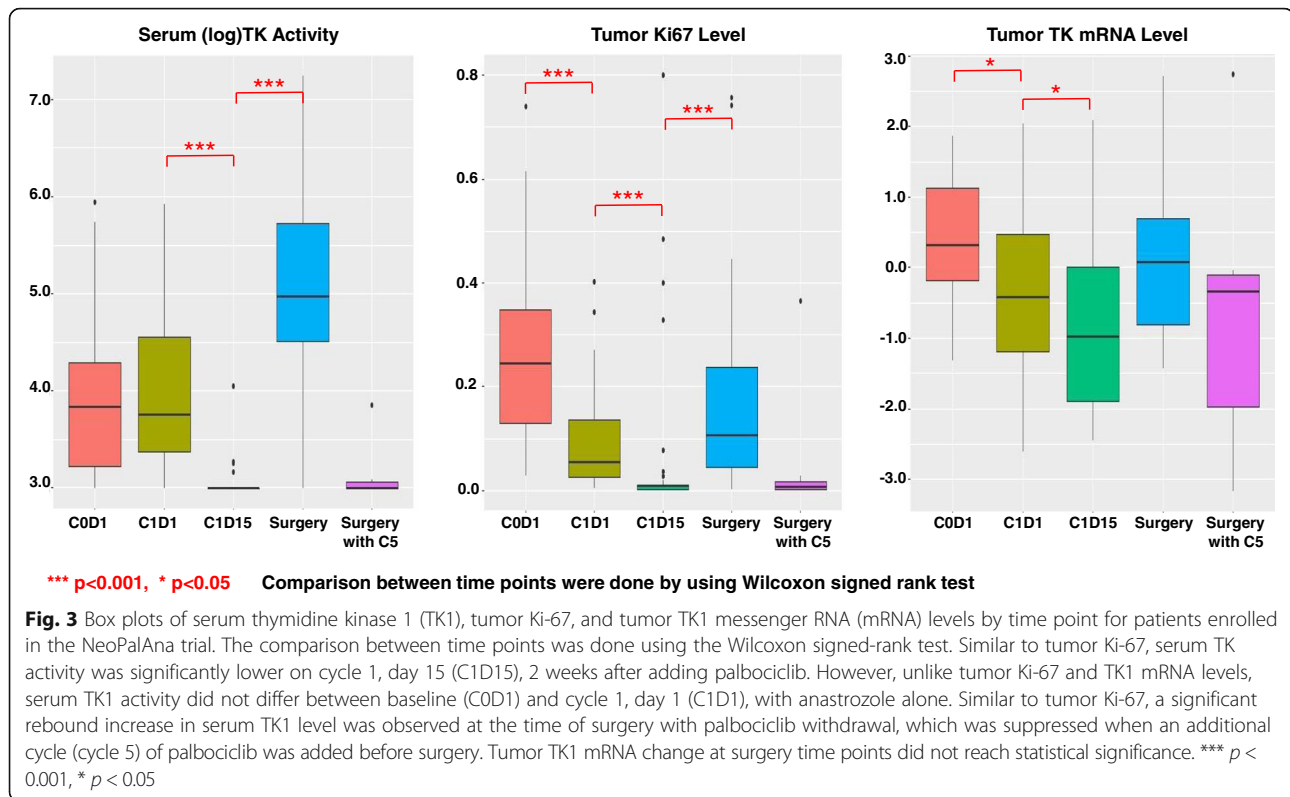 Serum (log)TK Activity
7.0
6.0
5.0
4.0
3.0
***
***
C0D1 C1D1 C1D15 Surgery Surgery
with C5
Tumor Ki67 Level
0.8
0.6
0.4
0.2
0.0
***
***
***
C0D1 C1D1 C1D15 Surgery Surgery
with C5
Tumor TK mRNA Level
3.0
2.0
1.0
0.0
-1.0
-2.0
-3.0
*
*
C0D1 C1D1 C1D15 Surgery Surgery
with C5
*** p<0.001, * p<0.05 Comparison between time points were done by using Wilcoxon signed rank test
Fig. 3 Box plots of serum thymidine kinase 1 (TK1), tumor Ki-67, and tumor TK1 messenger RNA (mRNA) levels by time point for patients enrolled
in the NeoPalAna trial. The comparison between time points was done using the Wilcoxon signed-rank test. Similar to tumor Ki-67, serum TK
activity was significantly lower on cycle 1, day 15 (C1D15), 2 weeks after adding palbociclib. However, unlike tumor Ki-67 and TK1 mRNA levels,
serum TK1 activity did not differ between baseline (C0D1) and cycle 1, day 1 (C1D1), with anastrozole alone. Similar to tumor Ki-67, a significant
rebound increase in serum TK1 level was observed at the time of surgery with palbociclib withdrawal, which was suppressed when an additional
cycle (cycle 5) of palbociclib was added before surgery. Tumor TK1 mRNA change at surgery time points did not reach statistical significance. *** p <
0.001, * p < 0.05